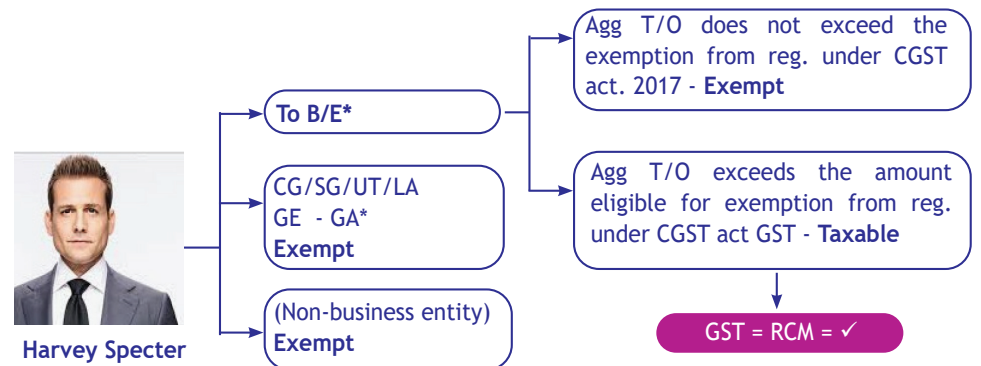 Agg T/O does not exceed the
exemption from reg. under CGST
act. 2017 - Exempt
To B/E*
CG/SG/UT/LA
GE - GA*
Exempt
Agg T/O exceeds the amount
eligible for exemption from reg.
under CGST act GST - Taxable
(Non-business entity)
Exempt
GST = RCM = ✓
Harvey Specter